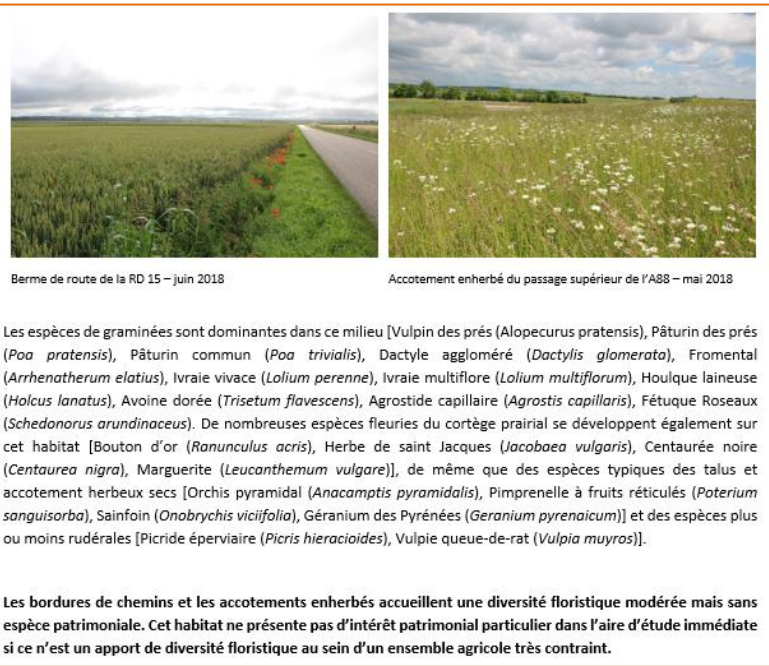 Berme de route de la RD 15 – juin 2018
Accotement enherbé du passage supérieur de l'A88 – mai 2018
Les espèces de graminées sont dominantes dans ce milieu [Vulpin des prés (Alopecurus pratensis), Pâturin des prés
(Poa pratensis), Pâturin commun (Poa trivialis), Dactyle aggloméré (Dactylis glomerata), Fromental
(Arrhenatherum elatius), Ivraie vivace (Lolium perenne), Ivraie multiflore (Lolium multiflorum), Houlque laineuse
(Holcus lanatus), Avoine dorée (Trisetum flavescens), Agrostide capillaire (Agrostis capillaris), Fétuque Roseaux
(Schedonorus arundinaceus). De nombreuses espèces fleuries du cortège prairial se développent également sur
cet habitat [Bouton d'or (Ranunculus acris), Herbe de saint Jacques (Jacobaea vulgaris), Centaurée noire
(Centaurea nigra), Marguerite (Leucanthemum vulgare)], de même que des espèces typiques des talus et
accotement herbeux secs [Orchis pyramidal (Anacamptis pyramidalis), Pimprenelle à fruits réticulés (Poterium
sanguisorba), Sainfoin (Onobrychis viciifolia), Géranium des Pyrénées (Geranium pyrenaicum)] et des espèces plus
ou moins rudérales [Picride éperviaire (Picris hieracioides), Vulpie queue-de-rat (Vulpia muyros)].
Les bordures de chemins et les accotements enherbés accueillent une diversité floristique modérée mais sans
espèce patrimoniale. Cet habitat ne présente pas d'intérêt patrimonial particulier dans l'aire d'étude immédiate
si ce n'est un apport de diversité floristique au sein d'un ensemble agricole très contraint.